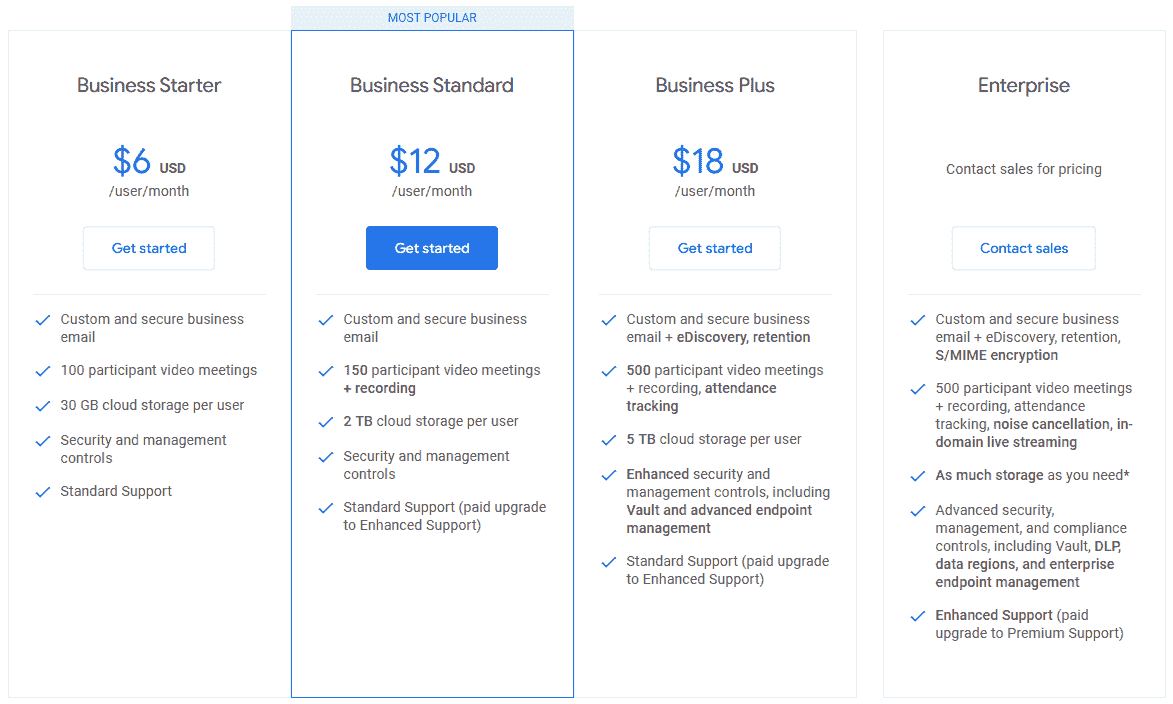 MOST POPULAR
Business Starter
$6 USD
/user/month
Get started
Custom and secure business
email
100 participant video meetings
30 GB cloud storage per user
Security and management
controls
Standard Support
Business Standard
$12 USD
/user/month
Get started
Custom and secure business
email
150 participant video meetings
+ recording
2 TB cloud storage per user
Security and management
controls
Standard Support (paid upgrade
to Enhanced Support)
Business Plus
$18 USD
/user/month
Get started
Custom and secure business
email + eDiscovery, retention
500 participant video meetings
+ recording, attendance
tracking
5 TB cloud storage per user
Enhanced security and
management controls, including
Vault and advanced endpoint
management
Standard Support (paid upgrade
to Enhanced Support)
Enterprise
Contact sales for pricing
Contact sales
Custom and secure business
email + eDiscovery, retention,
S/MIME encryption
500 participant video meetings
+ recording, attendance
tracking, noise cancellation, in-
domain live streaming
As much storage as you need*
Advanced security,
management, and compliance
controls, including Vault, DLP,
data regions, and enterprise
endpoint management
Enhanced Support (paid
upgrade to Premium Support)